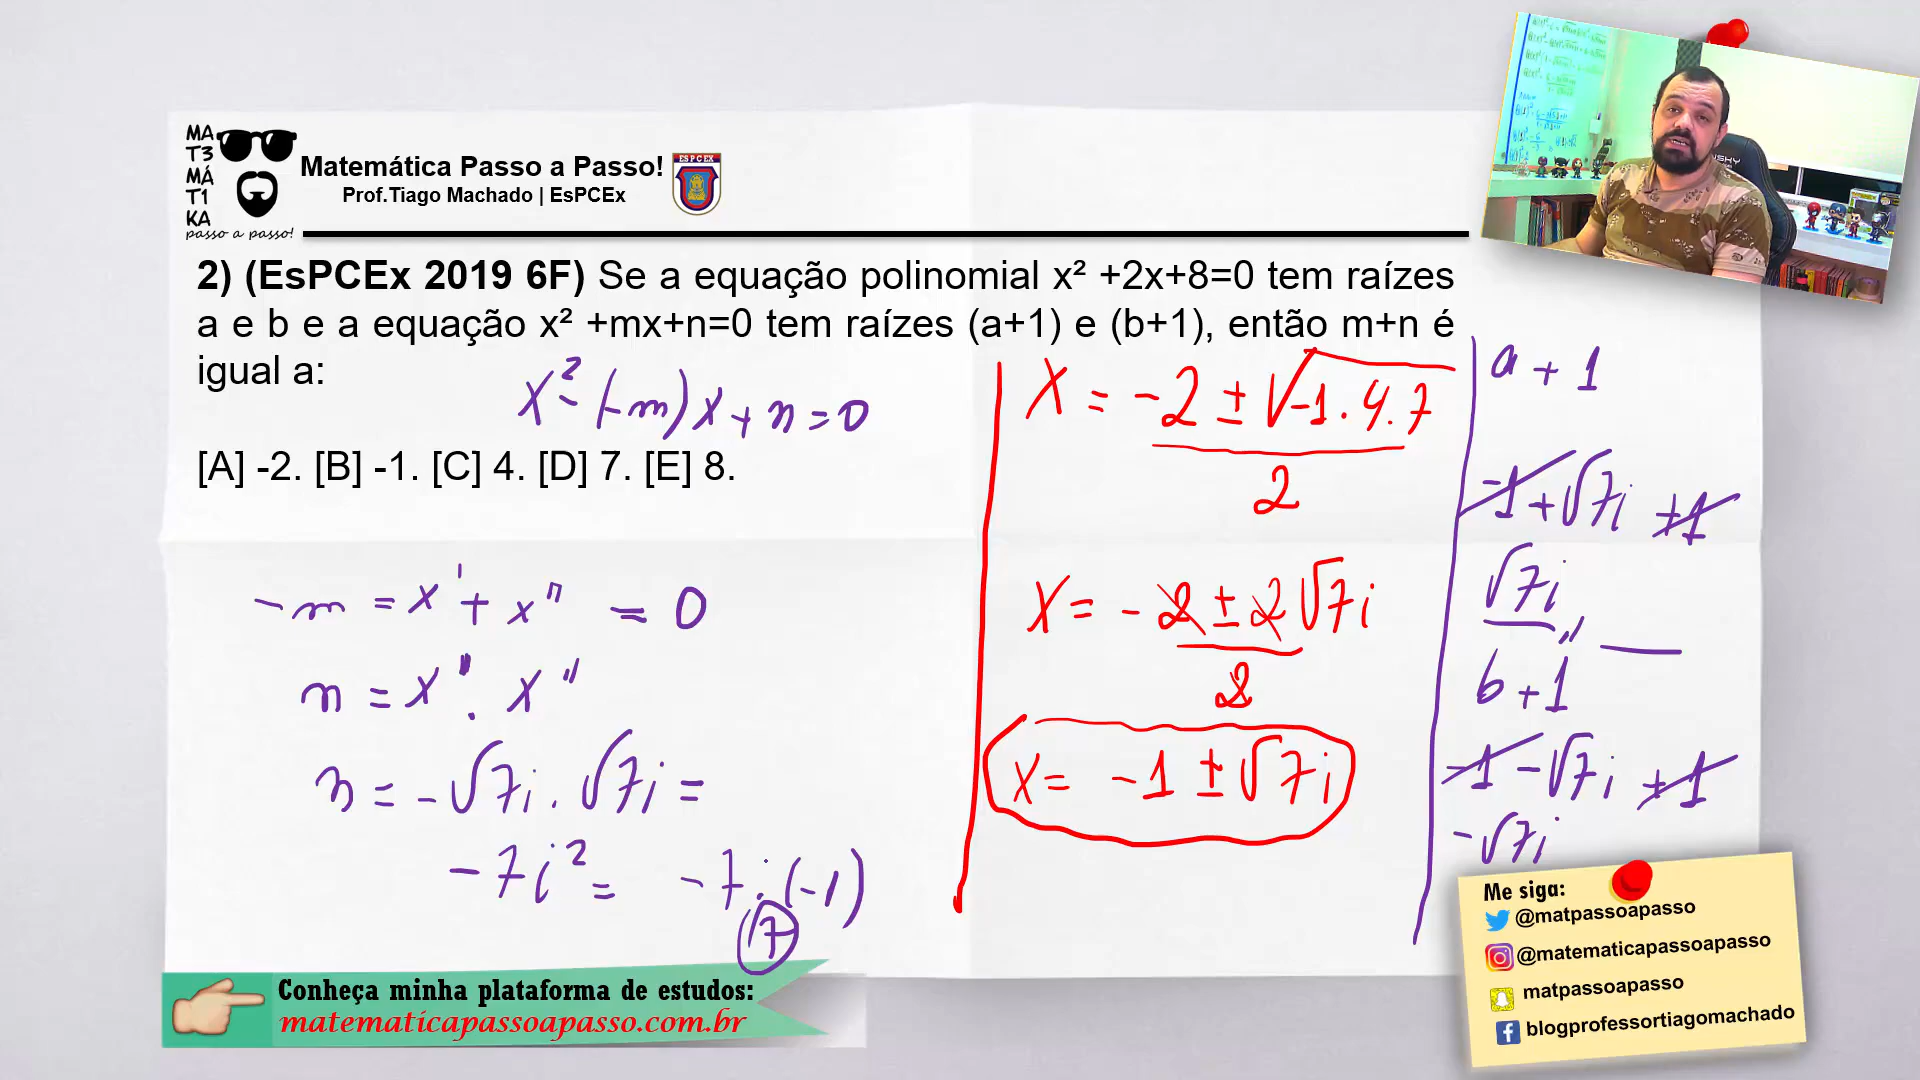 MA
T3
MÁ
T1
KA
passo a passo!
Matemática Passo a Passo!
Prof.Tiago Machado | EsPCEx
ESPCEX
2) (EsPCEx 2019 6F) Se a equação polinomial x² +2x+8=0 tem raízes
a e b e a equação x² +mx+n=0 tem raízes (a+1) e (b+1), então m+n é
igual a:
x² - (-m)x + n = 0
[A] -2. [B] -1. [C] 4. [D] 7. [E] 8.
-m = x' + x" = 0
n = x" . x"
n = -√7i . √7i =
-7i² = -7.(-1)
7
X = -2 ± √-1.4.7
2
X = -2 ± 2√7i
2
x = -1 ± √7i
a + 1
-1 + √7i +1
√7i
b + 1
-1 - √7i +1
-√7i
Conheça minha plataforma de estudos:
matematicapassoapasso.com.br
Me siga:
@matpassoapasso
@matematicapassoapasso
matpassoapasso
blogprofessortiagomachado